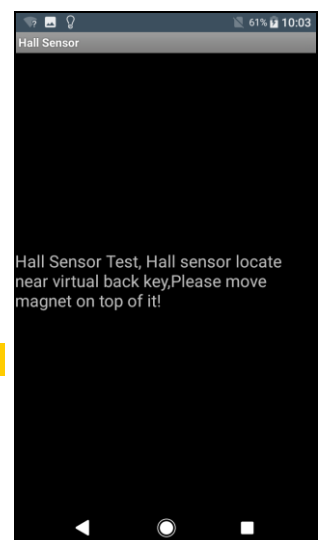 61% 10:03
Hall Sensor
Hall Sensor Test, Hall sensor locate
near virtual back key,Please move
magnet on top of it!